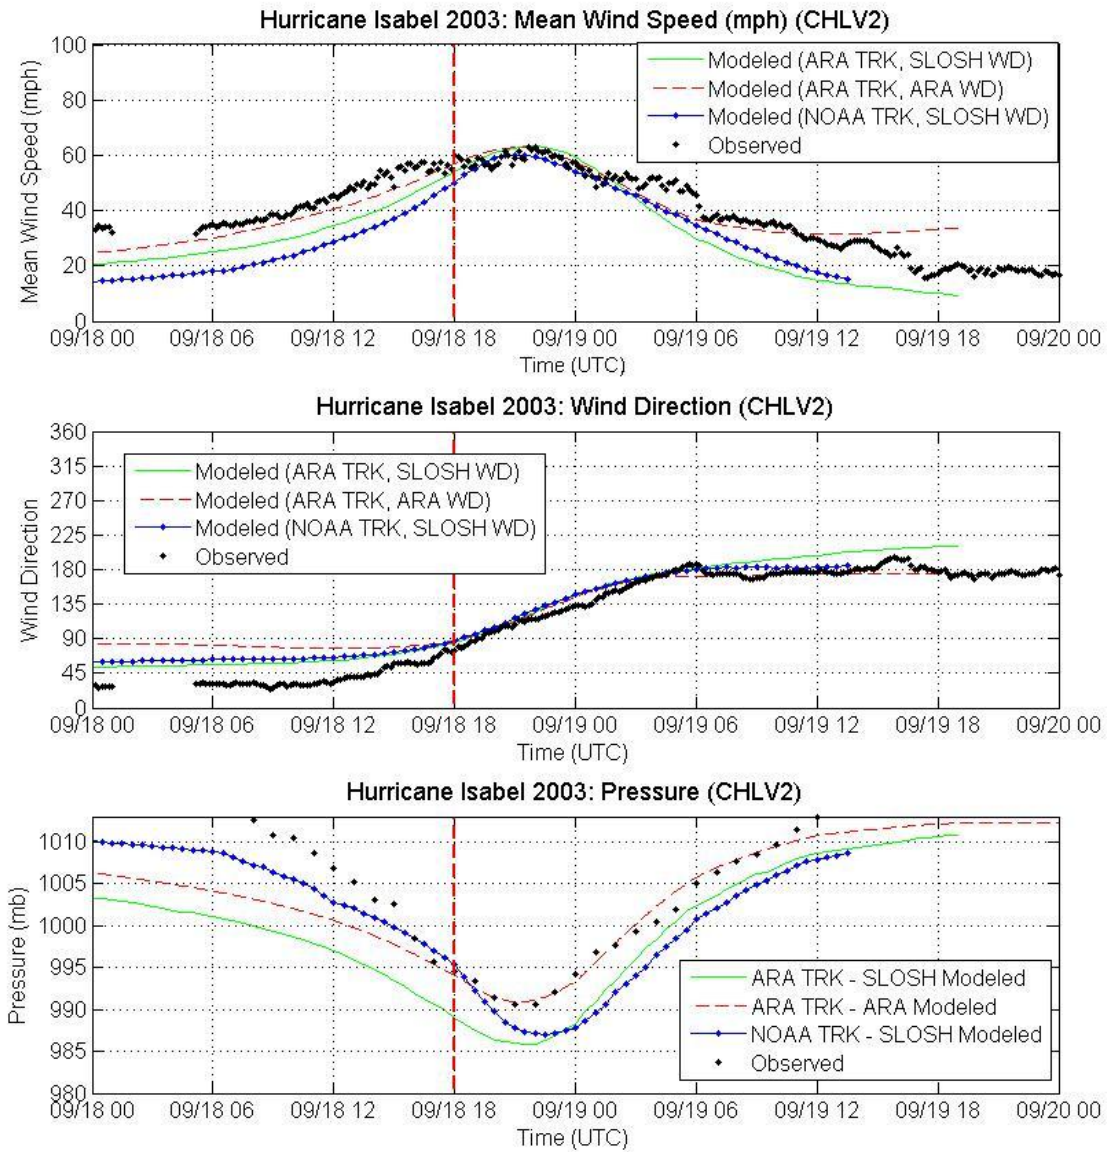 Hurricane Isabel 2003: Mean Wind Speed (mph) (CHLV2)
Mean Wind Speed (mph)
100
80
60
40
20
0
Modeled (ARA TRK, SLOSH WD)
Modeled (ARA TRK, ARA WD)
Modeled (NOAA TRK, SLOSH WD)
Observed
09/18 00 09/18 06 09/18 12 09/18 18 09/19 00 09/19 06 09/19 12 09/19 18 09/20 00
Time (UTC)
Hurricane Isabel 2003: Wind Direction (CHLV2)
Wind Direction
360
315
270
225
180
135
90
45
0
Modeled (ARA TRK, SLOSH WD)
Modeled (ARA TRK, ARA WD)
Modeled (NOAA TRK, SLOSH WD)
Observed
09/18 00 09/18 06 09/18 12 09/18 18 09/19 00 09/19 06 09/19 12 09/19 18 09/20 00
Time (UTC)
Hurricane Isabel 2003: Pressure (CHLV2)
Pressure (mb)
1010
1005
1000
995
990
985
980
ARA TRK - SLOSH Modeled
ARA TRK - ARA Modeled
NOAA TRK - SLOSH Modeled
Observed
09/18 00 09/18 06 09/18 12 09/18 18 09/19 00 09/19 06 09/19 12 09/19 18 09/20 00
Time (UTC)